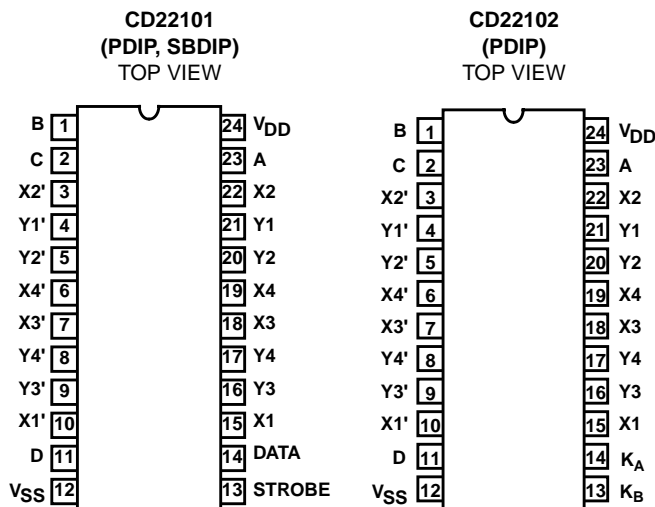 CD22101
(PDIP, SBDIP)
TOP VIEW
B 1 24 VDD
C 2 23 A
X2' 3 22 X2
Y1' 4 21 Y1
Y2' 5 20 Y2
X4' 6 19 X4
X3' 7 18 X3
Y4' 8 17 Y4
Y3' 9 16 Y3
X1' 10 15 X1
D 11 14 DATA
VSS 12 13 STROBE
CD22102
(PDIP)
TOP VIEW
B 1 24 VDD
C 2 23 A
X2' 3 22 X2
Y1' 4 21 Y1
Y2' 5 20 Y2
X4' 6 19 X4
X3' 7 18 X3
Y4' 8 17 Y4
Y3' 9 16 Y3
X1' 10 15 X1
D 11 14 KA
VSS 12 13 KB